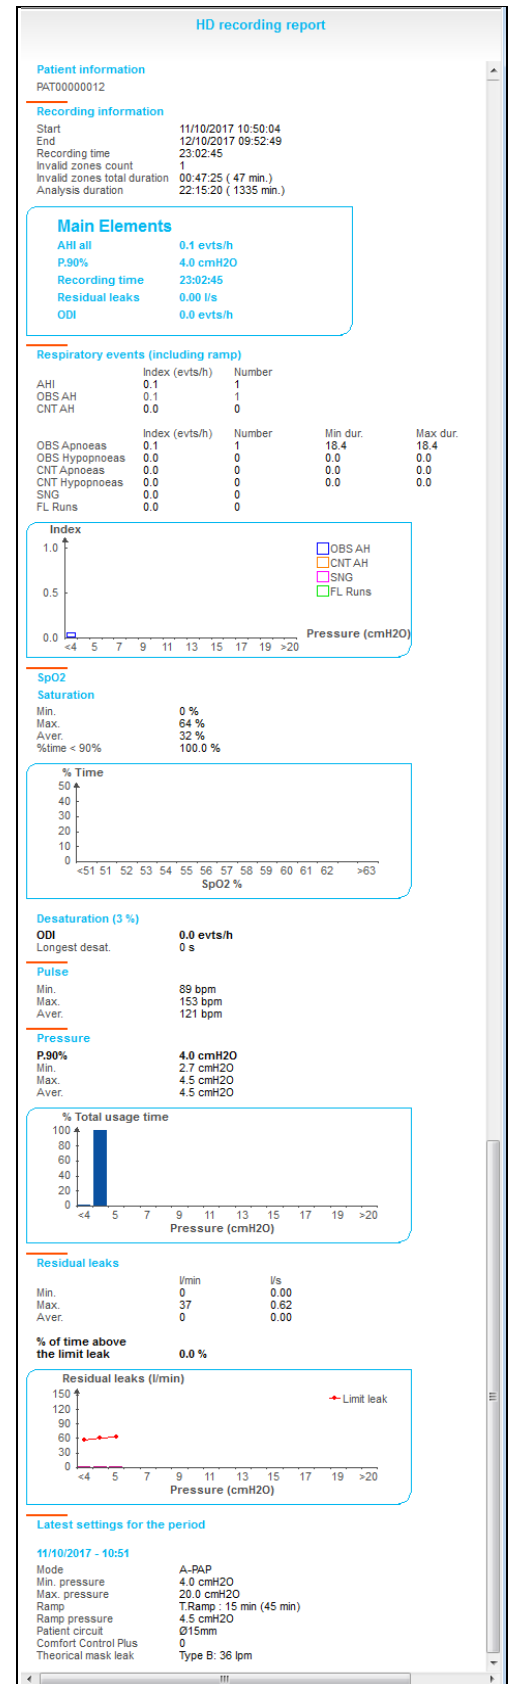 HD recording report
Patient information
PAT00000012
Recording information
Start 11/10/2017 10:50:04
End 12/10/2017 09:52:49
Recording time 23:02:45
Invalid zones count 1
Invalid zones total duration 00:47:25 ( 47 min.)
Analysis duration 22:15:20 ( 1335 min.)
Main Elements
AHI all 0.1 evts/h
P.90% 4.0 cmH2O
Recording time 23:02:45
Residual leaks 0.00 l/s
ODI 0.0 evts/h
Respiratory events (including ramp)
Index (evts/h) Number
AHI 0.1 1
OBS AH 0.1 1
CNT AH 0.0 0
Index (evts/h) Number Min dur. Max dur.
OBS Apnoeas 0.1 1 18.4 18.4
OBS Hypopnoeas 0.0 0 0.0 0.0
CNT Apnoeas 0.0 0 0.0 0.0
CNT Hypopnoeas 0.0 0 0.0 0.0
SNG 0.0 0
FL Runs 0.0 0
Index
1.0
0.5
0.0
OBS AH
CNT AH
SNG
FL Runs
Pressure (cmH2O)
<4 5 7 9 11 13 15 17 19 >20
SpO2
Saturation
Min. 0 %
Max. 64 %
Aver. 32 %
%time < 90% 100.0 %
% Time
50
40
30
20
10
0
<51 51 52 53 54 55 56 57 58 59 60 61 62 >63
SpO2 %
Desaturation (3 %)
ODI 0.0 evts/h
Longest desat. 0 s
Pulse
Min. 89 bpm
Max. 153 bpm
Aver. 121 bpm
Pressure
P.90% 4.0 cmH2O
Min. 2.7 cmH2O
Max. 4.5 cmH2O
Aver. 4.5 cmH2O
% Total usage time
100
80
60
40
20
0
<4 5 7 9 11 13 15 17 19 >20
Pressure (cmH2O)
Residual leaks
l/min l/s
Min. 0 0.00
Max. 37 0.62
Aver. 0 0.00
% of time above
the limit leak 0.0 %
Residual leaks (l/min)
150
120
90
60
30
0
Limit leak
<4 5 7 9 11 13 15 17 19 >20
Pressure (cmH2O)
Latest settings for the period
11/10/2017 - 10:51
Mode A-PAP
Min. pressure 4.0 cmH2O
Max. pressure 20.0 cmH2O
Ramp T.Ramp : 15 min (45 min)
Ramp pressure 4.5 cmH2O
Patient circuit Ø15mm
Comfort Control Plus 0
Theorical mask leak Type B: 36 lpm